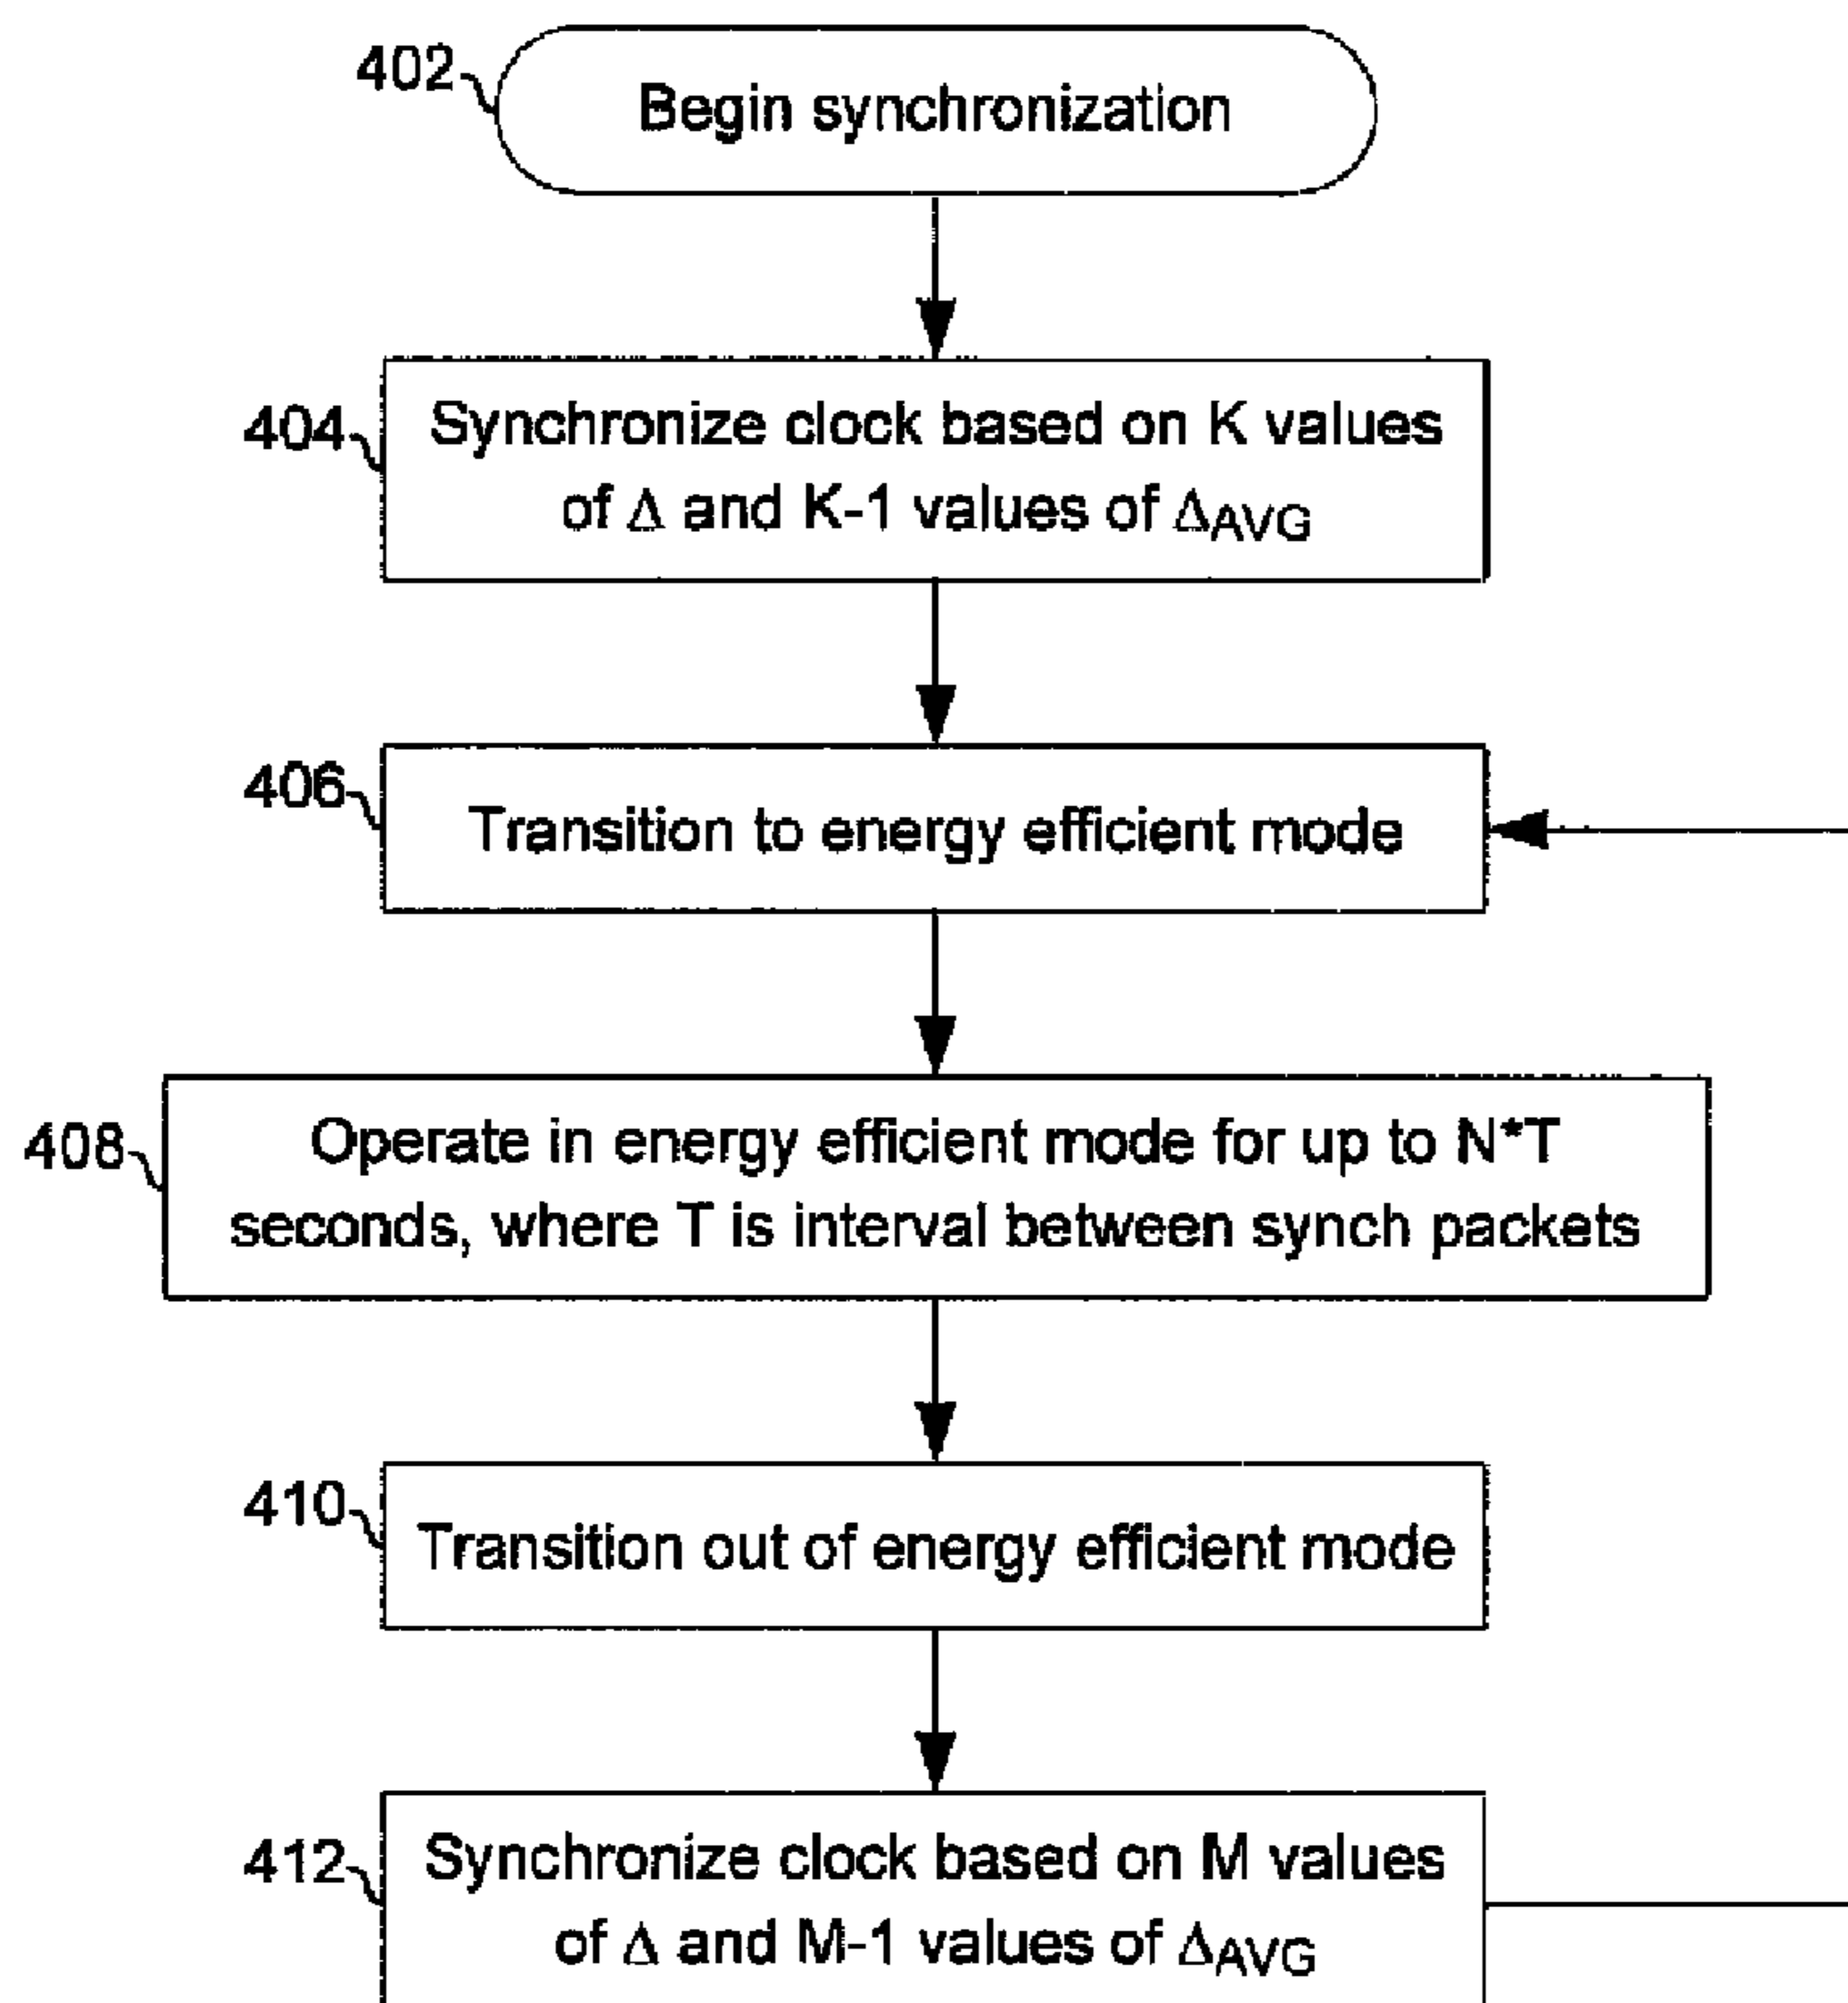 402
Begin synchronization
404
Synchronize clock based on K values
of Δ and K-1 values of ΔAVG
406
Transition to energy efficient mode
408
Operate in energy efficient mode for up to N*T
seconds, where T is interval between synch packets
410
Transition out of energy efficient mode
412
Synchronize clock based on M values
of Δ and M-1 values of ΔAVG